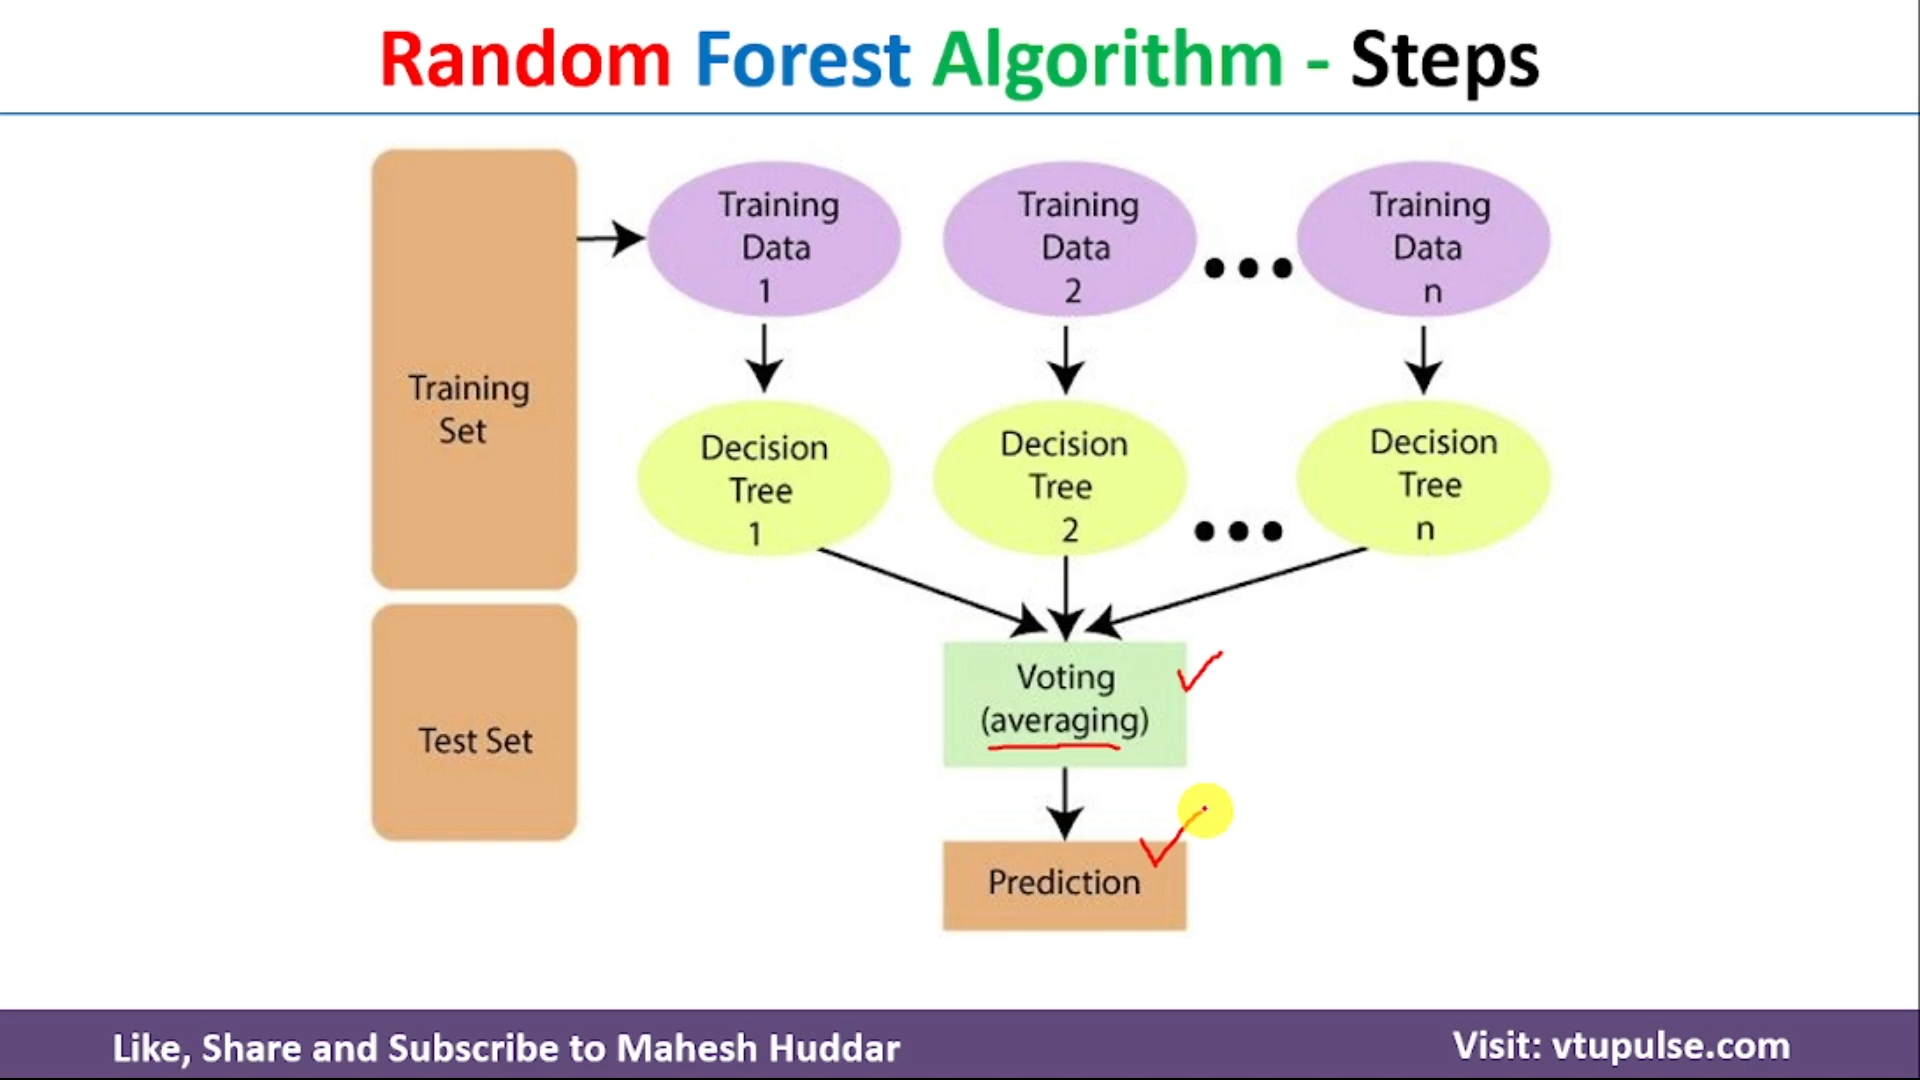 Random Forest Algorithm - Steps
Training
Data
1
Training
Data
2
Training
Data
n
Training
Set
Decision
Tree
1
Decision
Tree
2
Decision
Tree
n
Test Set
Voting
(averaging)
Prediction
Like, Share and Subscribe to Mahesh Huddar
Visit: vtupulse.com